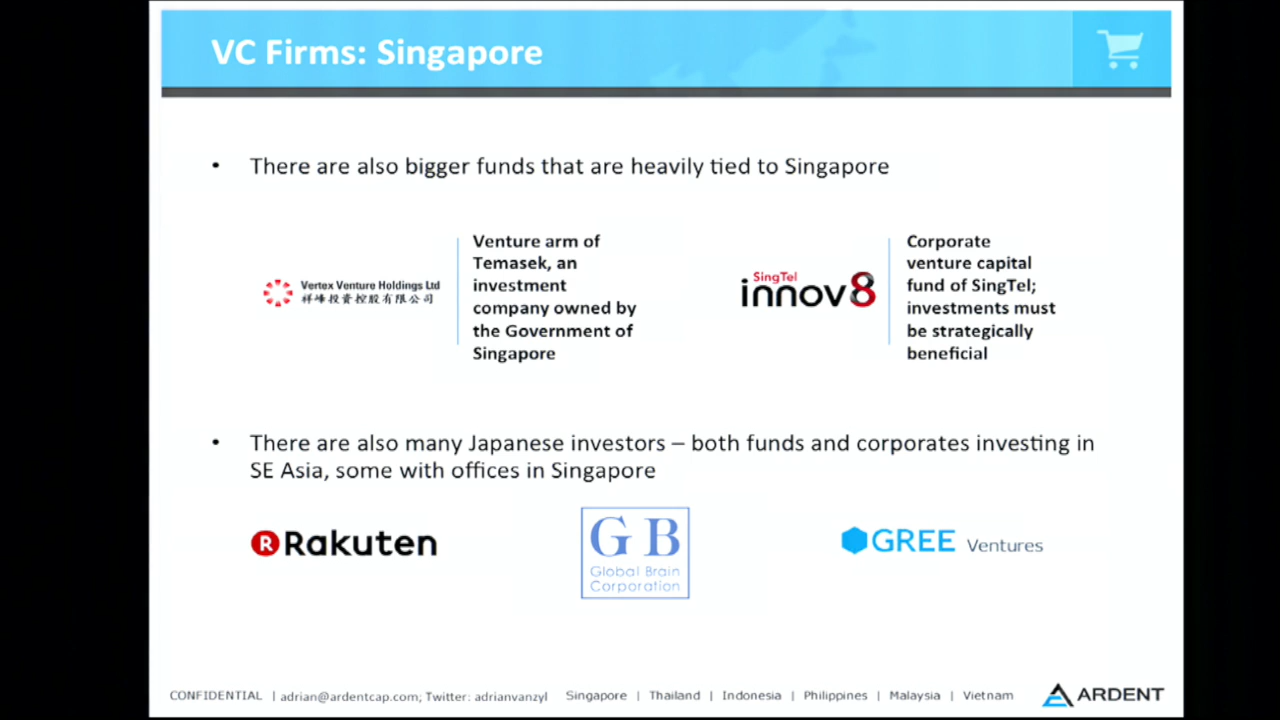 VC Firms: Singapore
• There are also bigger funds that are heavily tied to Singapore
Vertex Venture Holdings Ltd
祥峰投資控股有限公司
Venture arm of
Temasek, an
investment
company owned by
the Government of
Singapore
SingTel
innov8
Corporate
venture capital
fund of SingTel;
investments must
be strategically
beneficial
• There are also many Japanese investors – both funds and corporates investing in
SE Asia, some with offices in Singapore
R Rakuten
G B
Global Brain
Corporation
GREE Ventures
CONFIDENTIAL | adrian@ardentcap.com; Twitter: adrianvanzyl Singapore | Thailand | Indonesia | Philippines | Malaysia | Vietnam
ARDENT